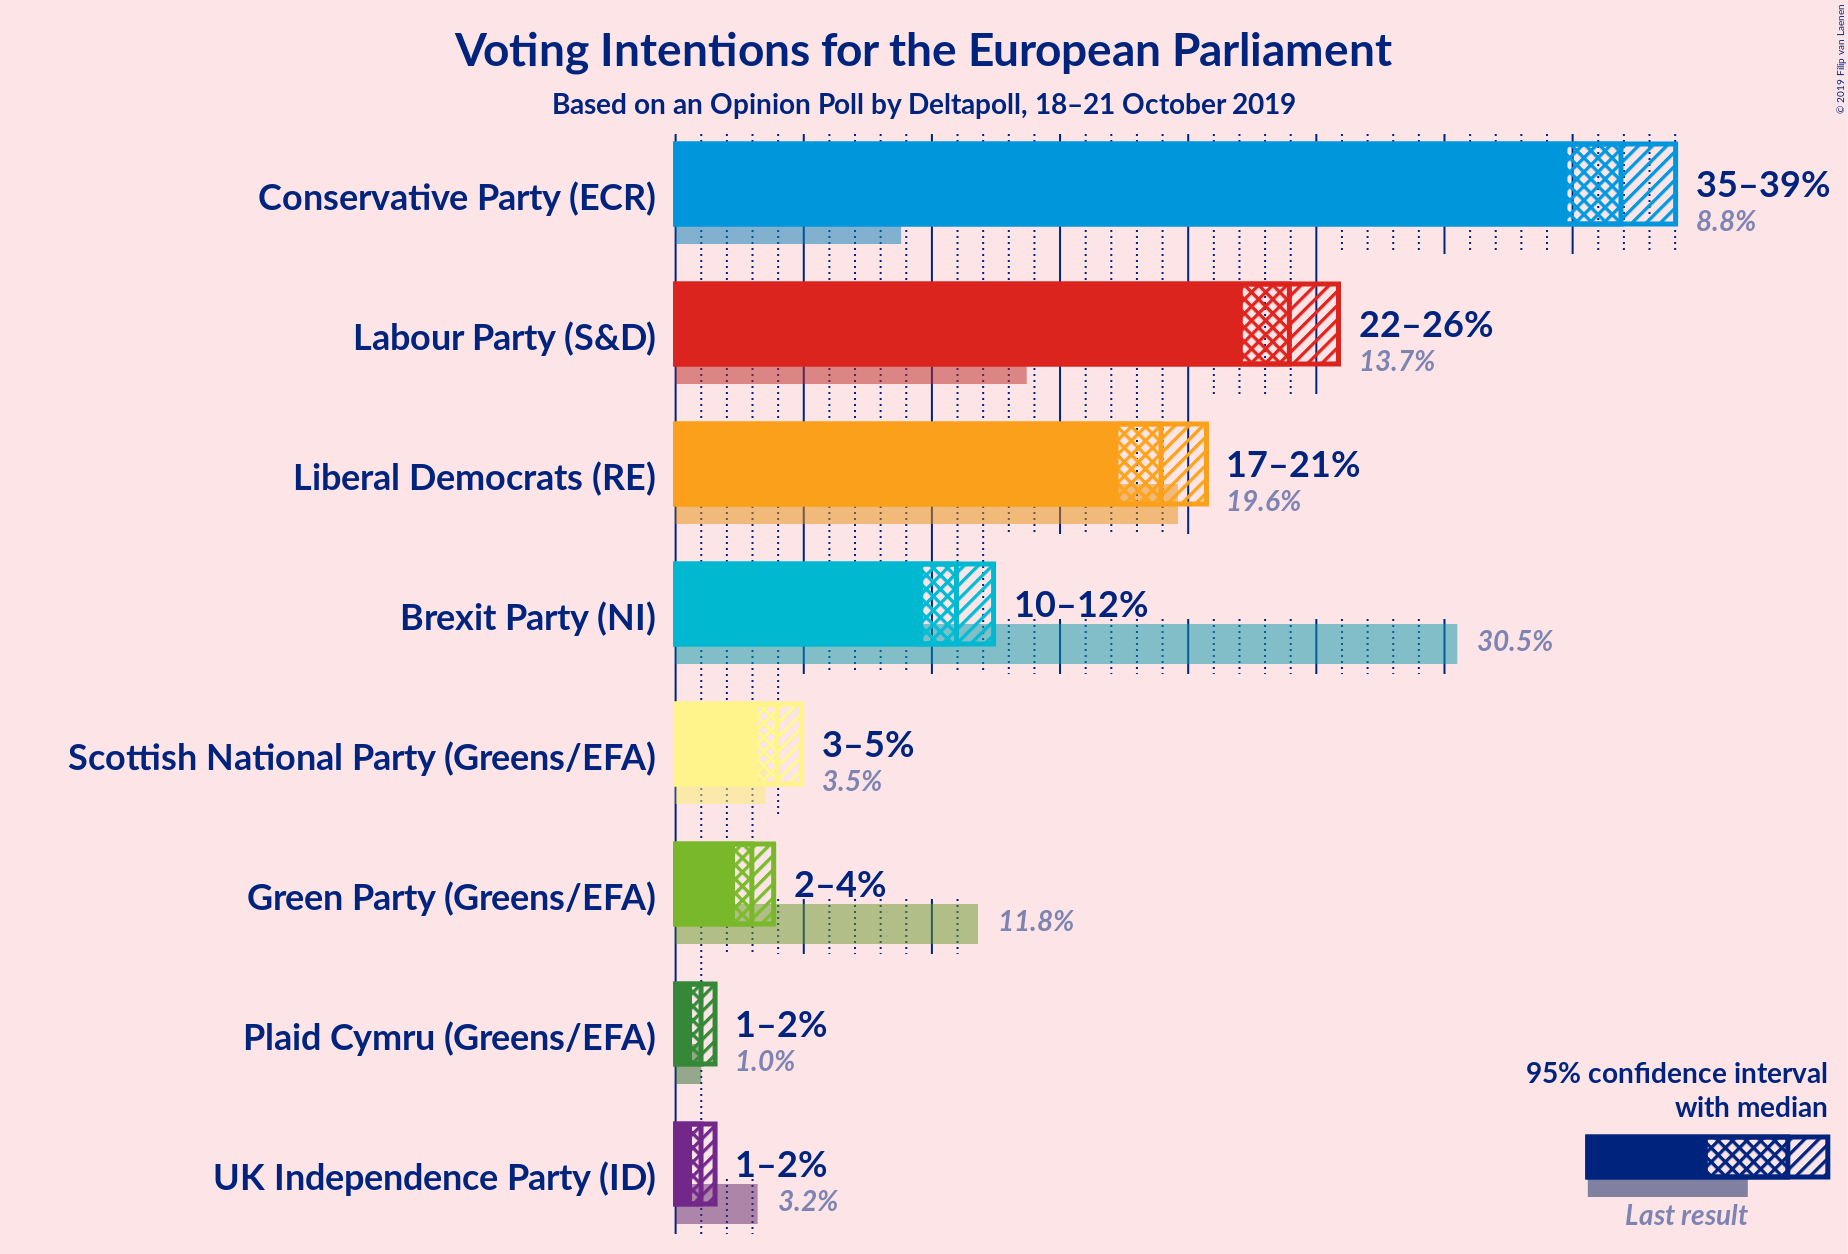 Voting Intentions for the European Parliament
Based on an Opinion Poll by Deltapoll, 18–21 October 2019
© 2019 Filip van Laenen
Conservative Party (ECR)
35–39%
8.8%
Labour Party (S&D)
22–26%
13.7%
Liberal Democrats (RE)
17–21%
19.6%
Brexit Party (NI)
10–12%
30.5%
Scottish National Party (Greens/EFA)
3–5%
3.5%
Green Party (Greens/EFA)
2–4%
11.8%
Plaid Cymru (Greens/EFA)
1–2%
1.0%
UK Independence Party (ID)
1–2%
3.2%
95% confidence interval
with median
Last result